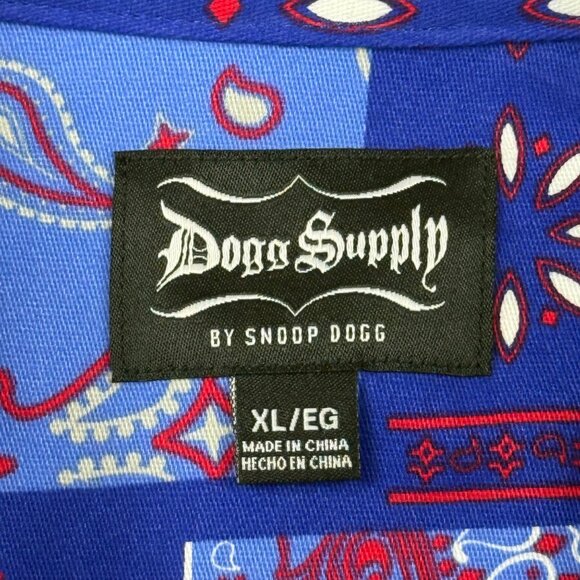 Dogg Supply
BY SNOOP DOGG
XL/EG
MADE IN CHINA
HECHO EN CHINA